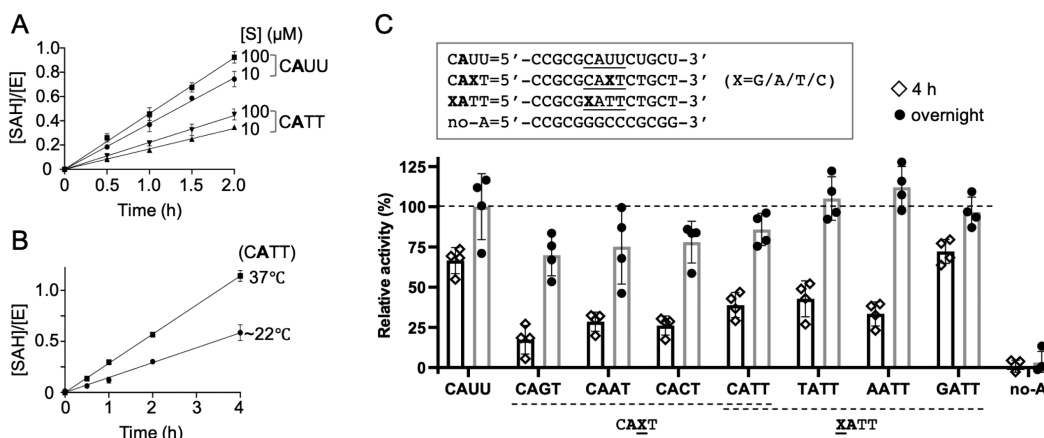 A
[S] (μM)
1.0
0.8
0.6
0.4
0.2
0
[SAH]/[E]
100
10
CAUU
100
10
CATT
0 0.5 1.0 1.5 2.0
Time (h)
B
(CATT)
1.0
0.5
0
[SAH]/[E]
37℃
~22℃
0 1 2 3 4
Time (h)
C
CAUU=5’-CCGCGCAUUCUGCU-3’
CAXT=5’-CCGCGCAXTCTGCT-3’ (X=G/A/T/C)
XATT=5’-CCGCGXATTCTGCT-3’
no-A=5’-CCGCGGGCCCGCGG-3’
4 h
overnight
Relative activity (%)
125
100
75
50
25
0
CAUU CAGT CAAT CACT CATT TATT AATT GATT no-A
CAXT XATT